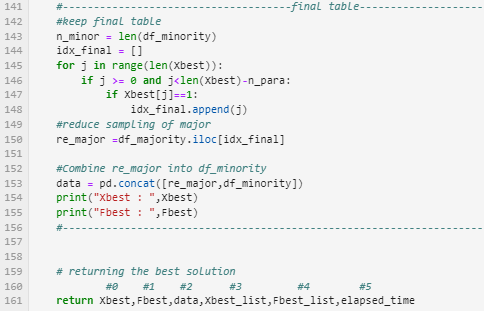 141 #-----------------------------------final table-------------------
142 #keep final table
143 n_minor = len(df_minority)
144 idx_final = []
145 for j in range(len(Xbest)):
146 if j >= 0 and j<len(Xbest)-n_para:
147 if Xbest[j]==1:
148 idx_final.append(j)
149 #reduce sampling of major
150 re_major =df_majority.iloc[idx_final]
151
152 #Combine re_major into df_minority
153 data = pd.concat([re_major,df_minority])
154 print("Xbest : ",Xbest)
155 print("Fbest : ",Fbest)
156 #-----------------------------------------------------------------
157
158
159 # returning the best solution
160 #0 #1 #2 #3 #4 #5
161 return Xbest,Fbest,data,Xbest_list,Fbest_list,elapsed_time